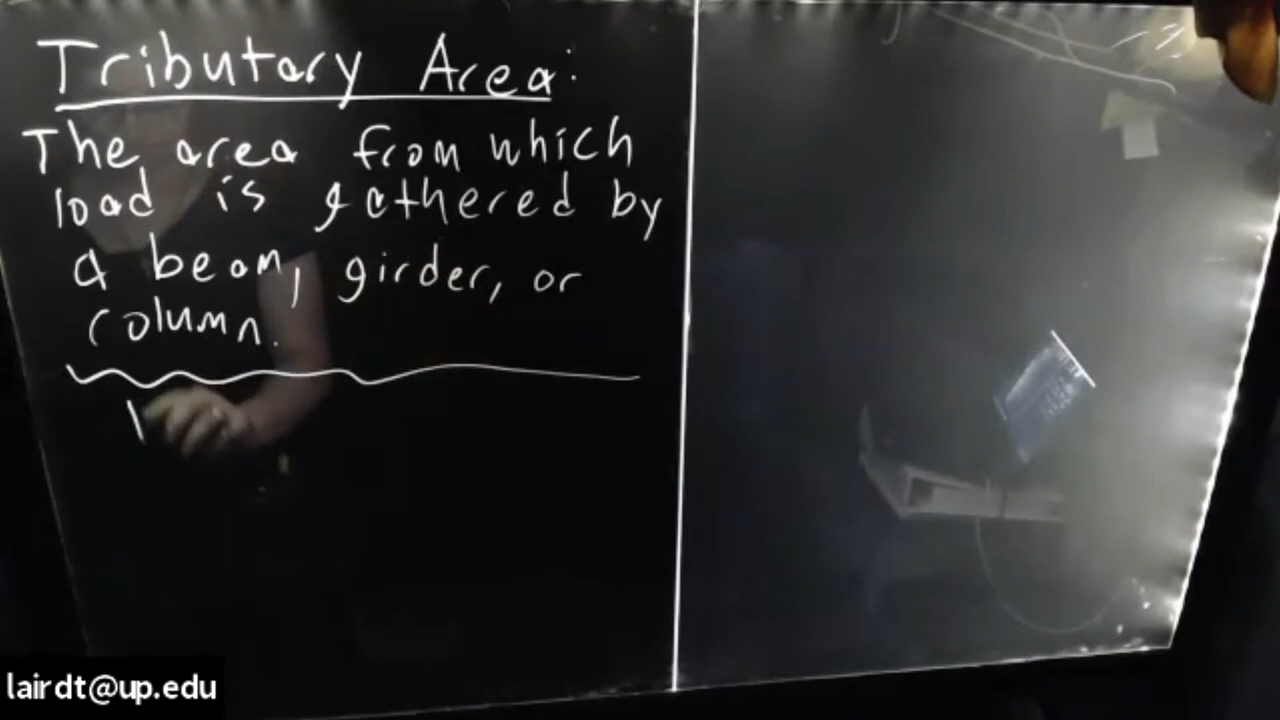 Tributary Area:
The area from which
load is gathered by
a beam, girder, or
column.
lairdt@up.edu